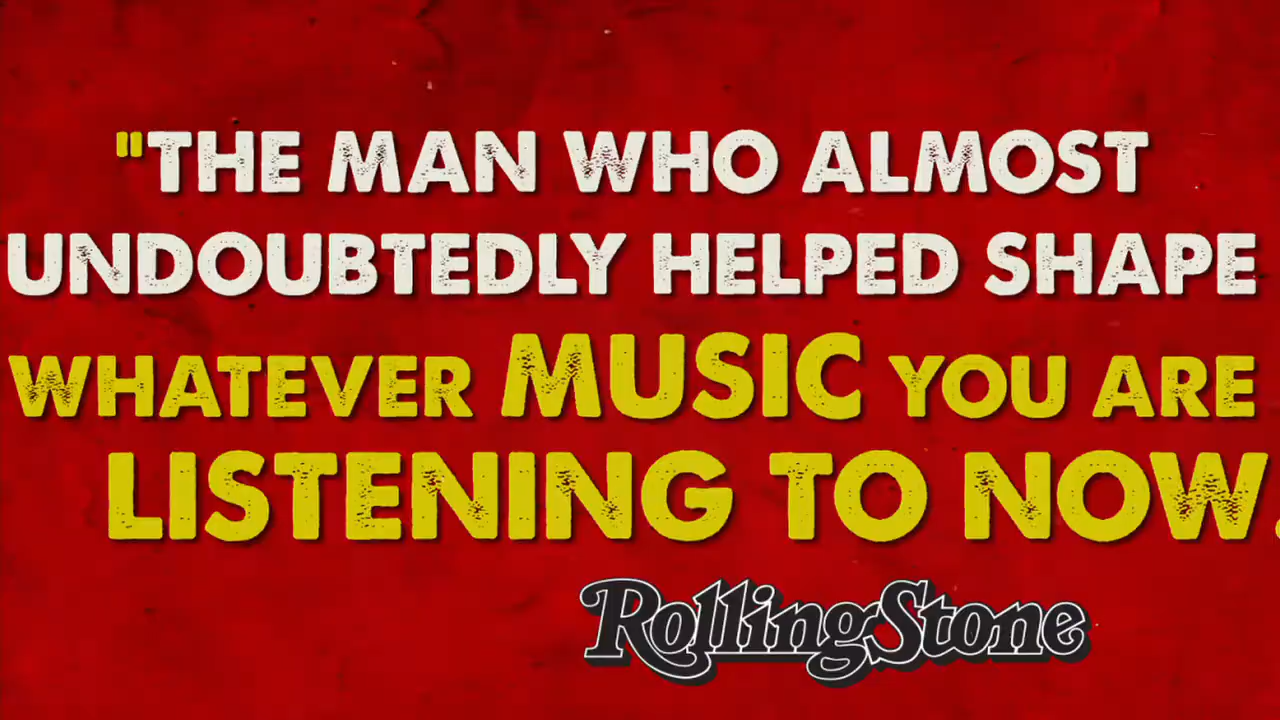 "THE MAN WHO ALMOST
UNDOUBTEDLY HELPED SHAPE
WHATEVER MUSIC YOU ARE
LISTENING TO NOW.
RollingStone